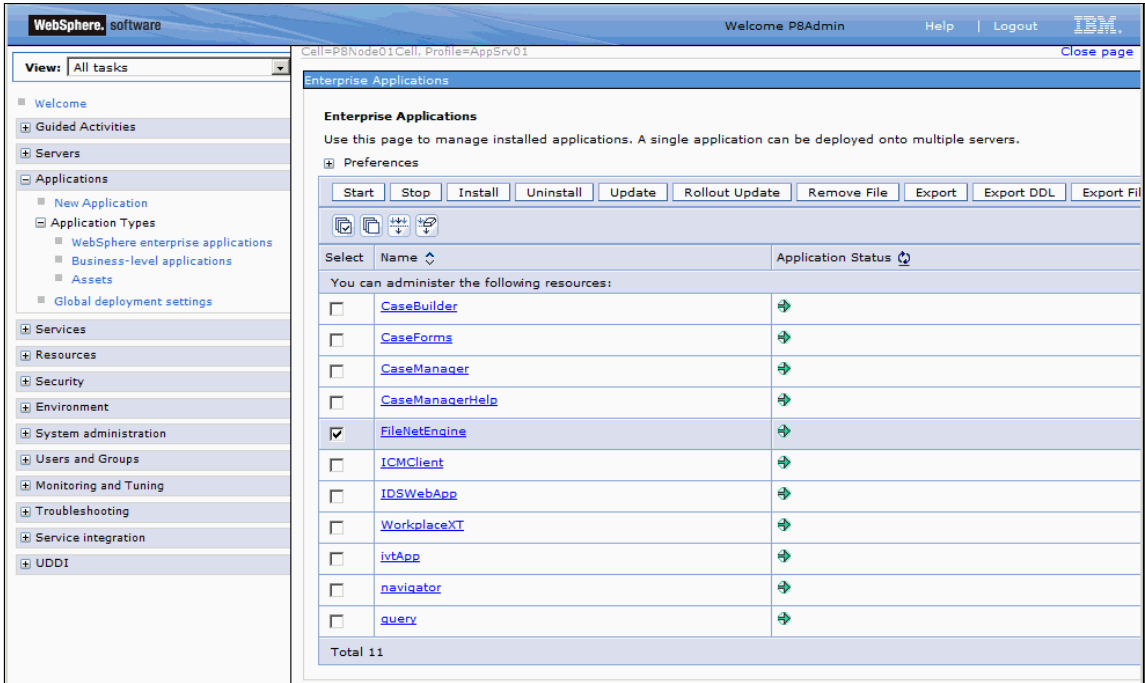 WebSphere. software
Welcome P8Admin
Help | Logout
IBM.
View: All tasks
Welcome
Guided Activities
Servers
Applications
New Application
Application Types
WebSphere enterprise applications
Business-level applications
Assets
Global deployment settings
Services
Resources
Security
Environment
System administration
Users and Groups
Monitoring and Tuning
Troubleshooting
Service integration
UDDI
Cell=P8Node01Cell, Profile=AppSrv01
Close page
Enterprise Applications
Enterprise Applications
Use this page to manage installed applications. A single application can be deployed onto multiple servers.
Preferences
Start Stop Install Uninstall Update Rollout Update Remove File Export Export DDL Export Fil
Select Name Application Status
You can administer the following resources:
CaseBuilder
CaseForms
CaseManager
CaseManagerHelp
FileNetEngine
ICMClient
IDSWebApp
WorkplaceXT
ivtApp
navigator
query
Total 11